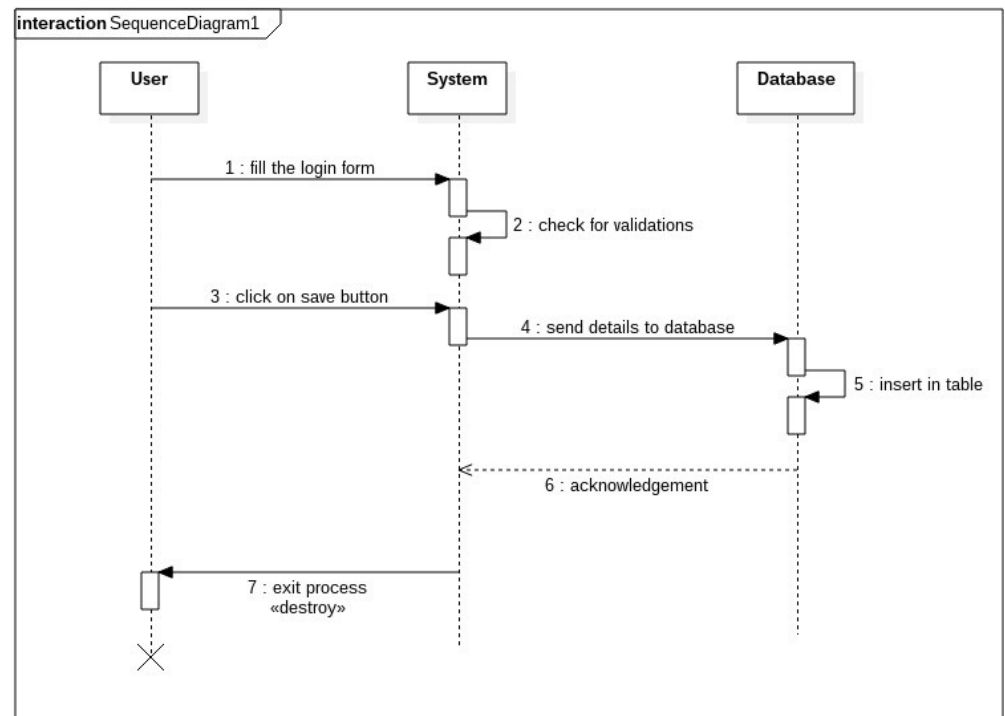 interaction SequenceDiagram1
User
System
Database
1 : fill the login form
2 : check for validations
3 : click on save button
4 : send details to database
5 : insert in table
6 : acknowledgement
7 : exit process
«destroy»